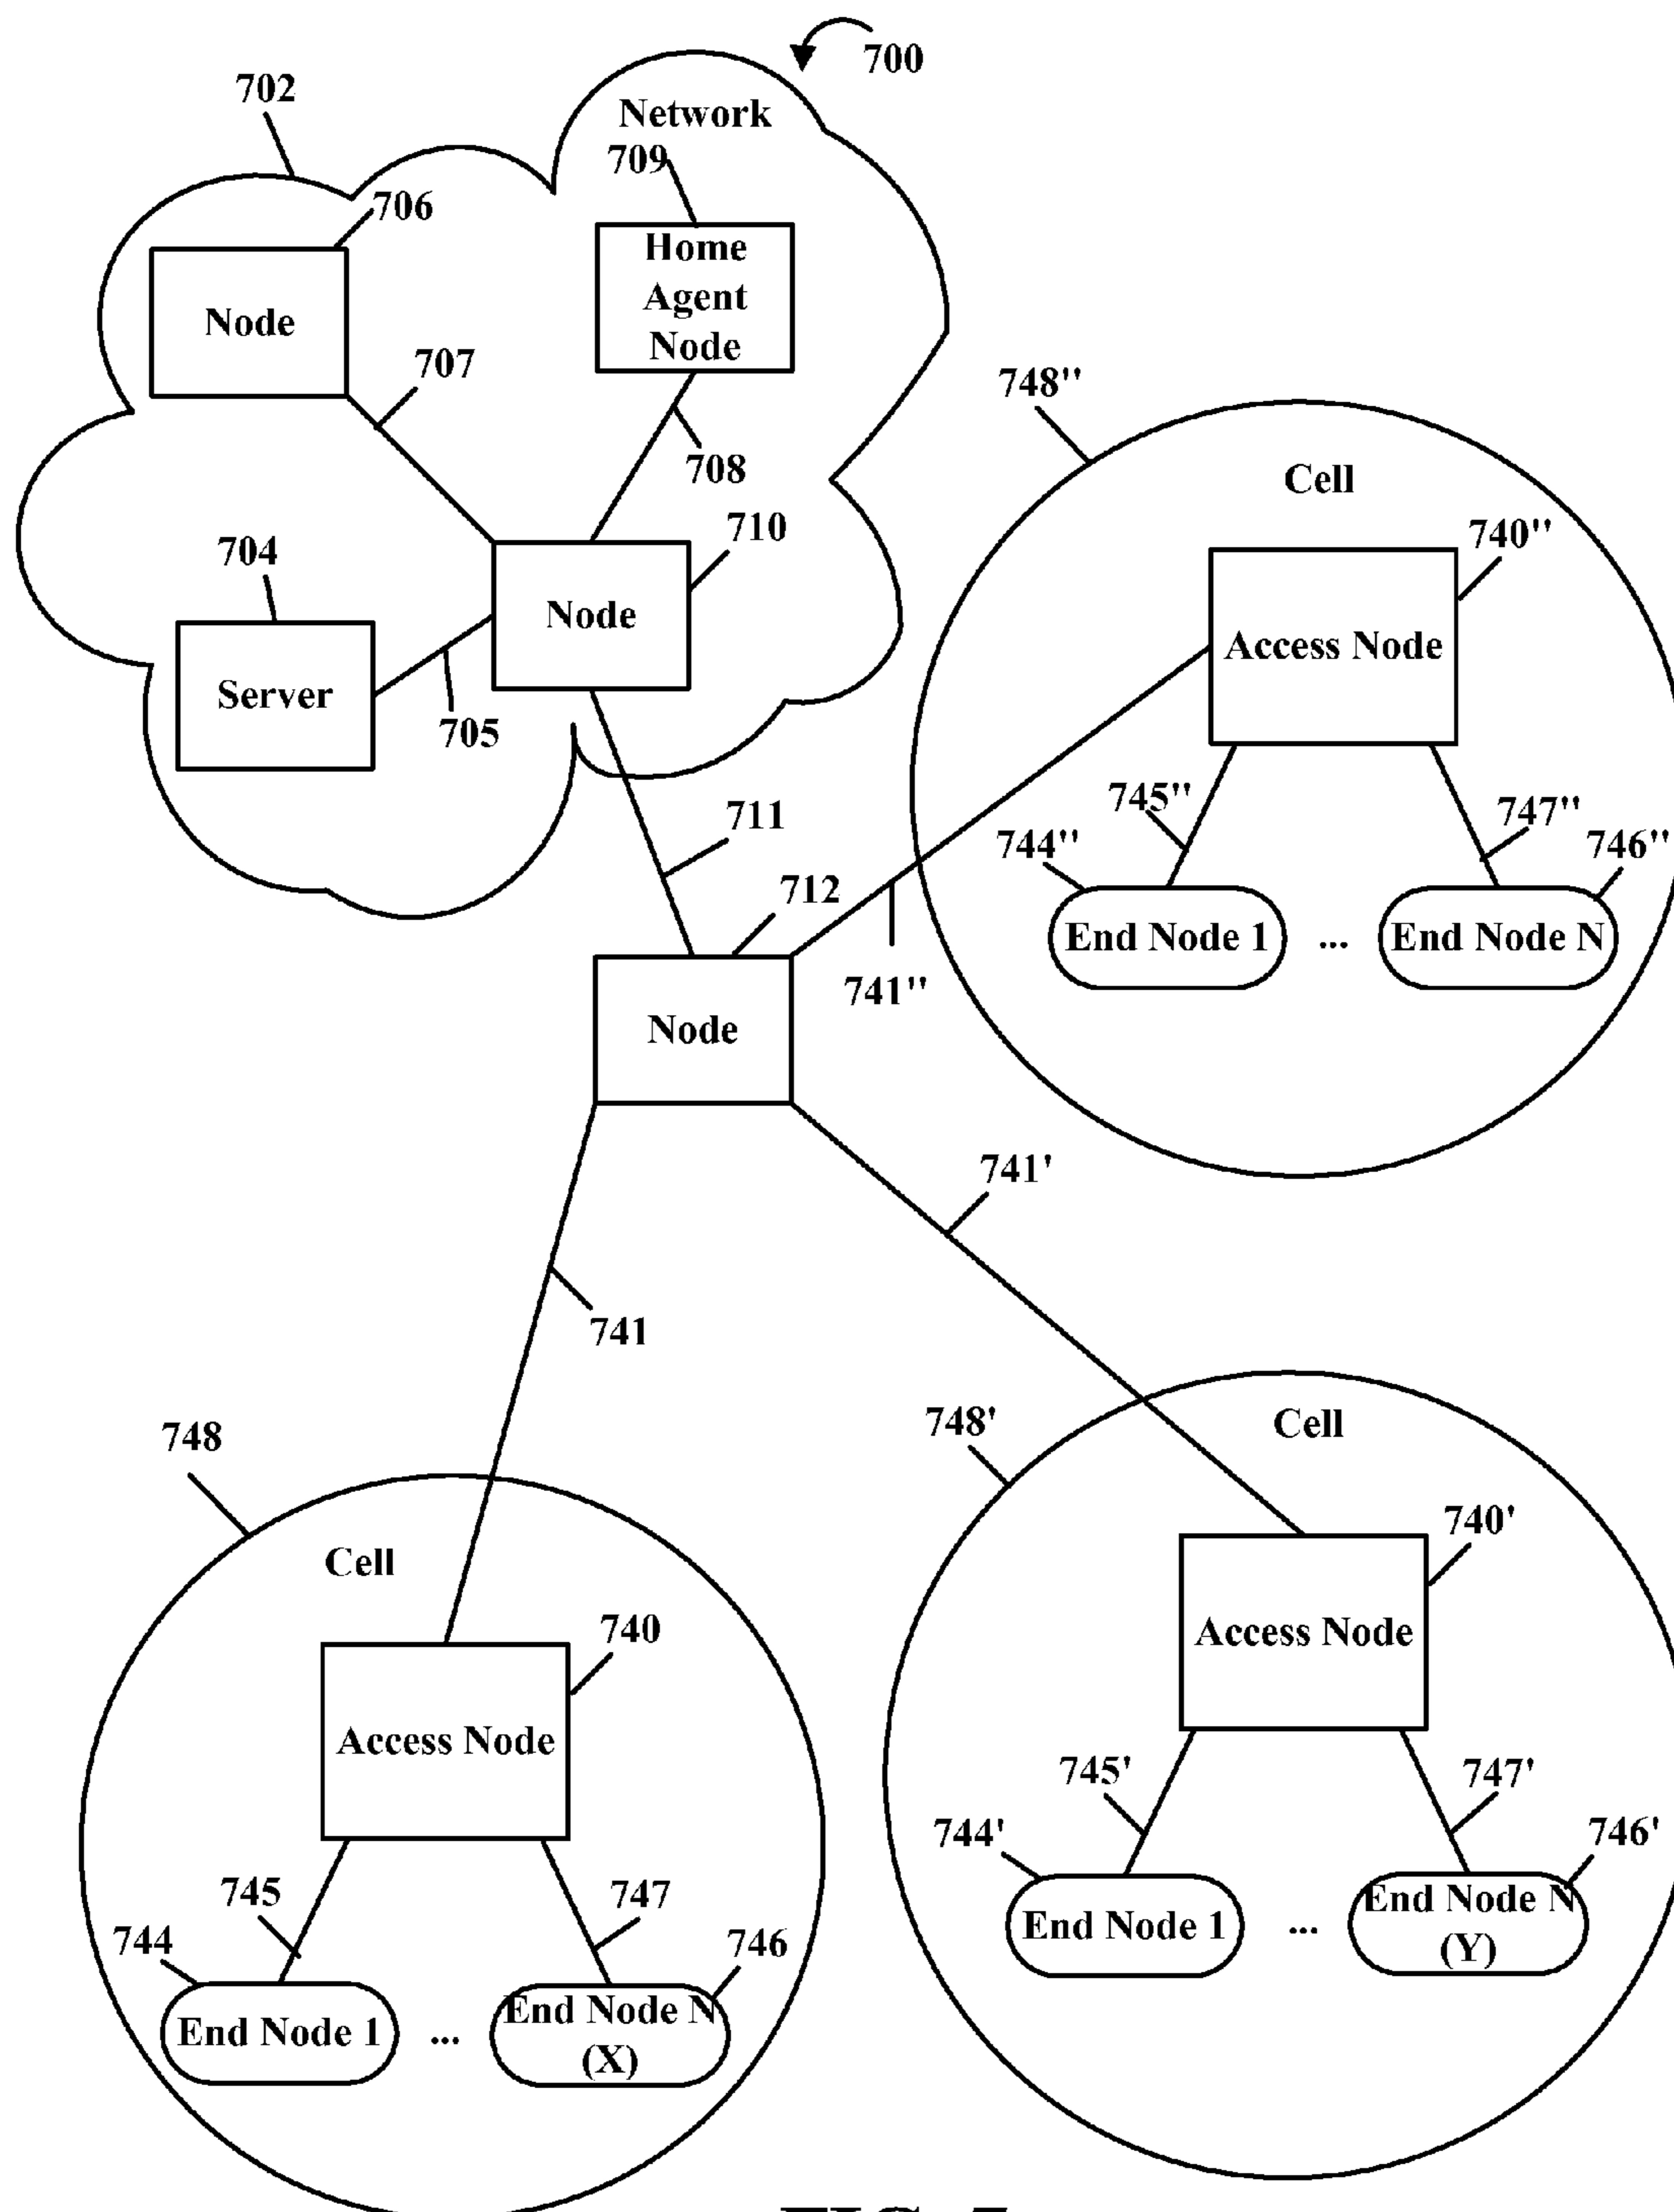 700
702
Network
709
706
Home
Agent
Node
Node
707
708
748''
Cell
710
740''
704
Node
Access Node
Server
705
711
745''
747''
744''
746''
712
End Node 1
...
End Node N
741''
Node
741'
741
748'
Cell
748
740'
Cell
740
Access Node
Access Node
745'
747'
744'
746'
745
747
End Node 1
...
End Node N
(Y)
744
746
End Node 1
...
End Node N
(X)